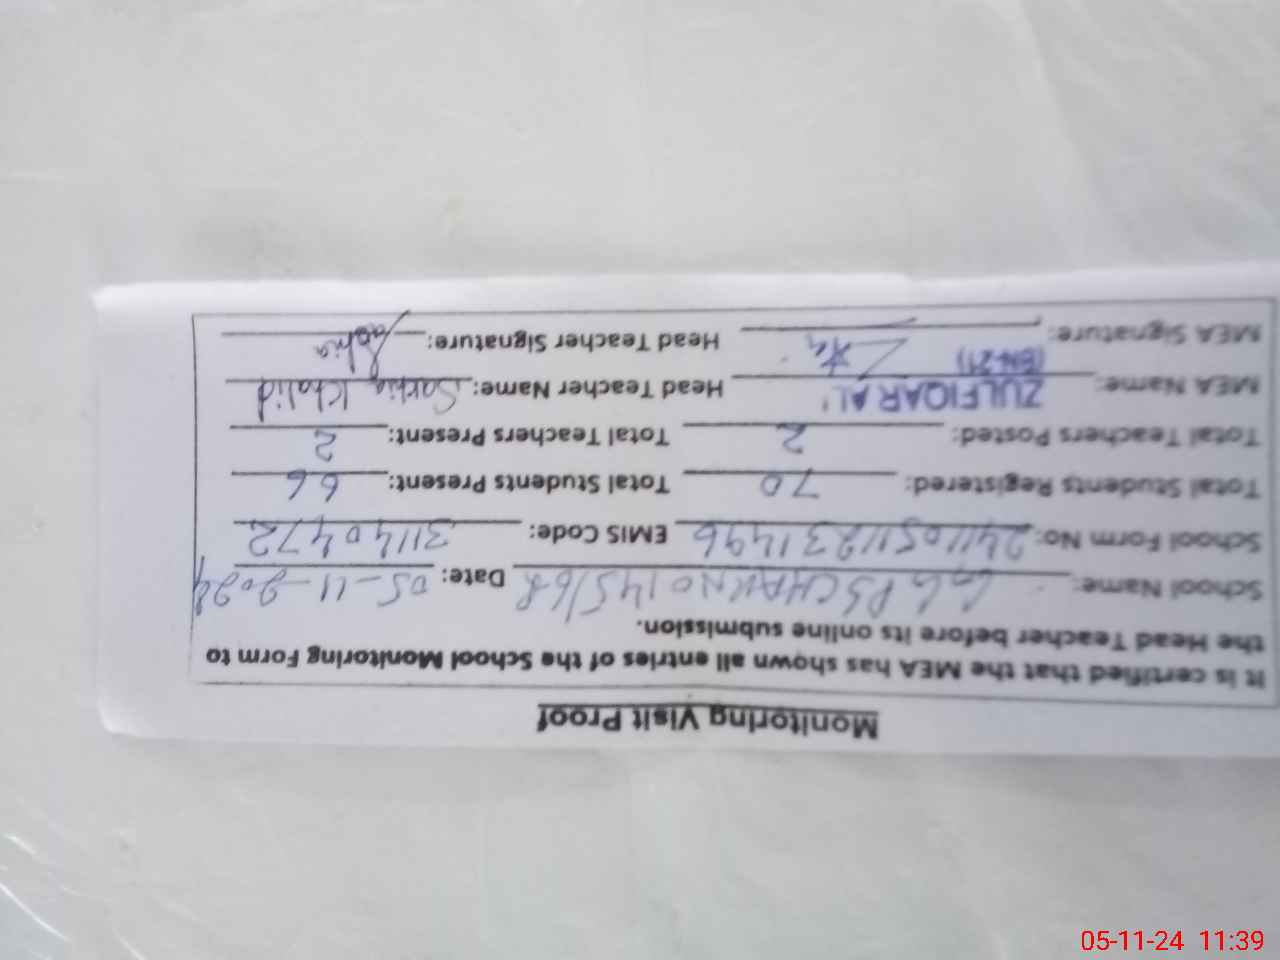 Monitoring Visit Proof
It is certified that the MEA has shown all entries of the School Monitoring Form to
the Head Teacher before its online submission.
School Name: GGPS CHAK NO 145/6R Date: 05-11-2024
School Form No: 24110511231496 EMIS Code: 31140472
Total Students Registered: 70 Total Students Present: 66
Total Teachers Posted: 2 Total Teachers Present: 2
MEA Name: ZULFIQAR ALI Head Teacher Name: Khalid
(BN-21)
MEA Signature: Head Teacher Signature:
05-11-24 11:39